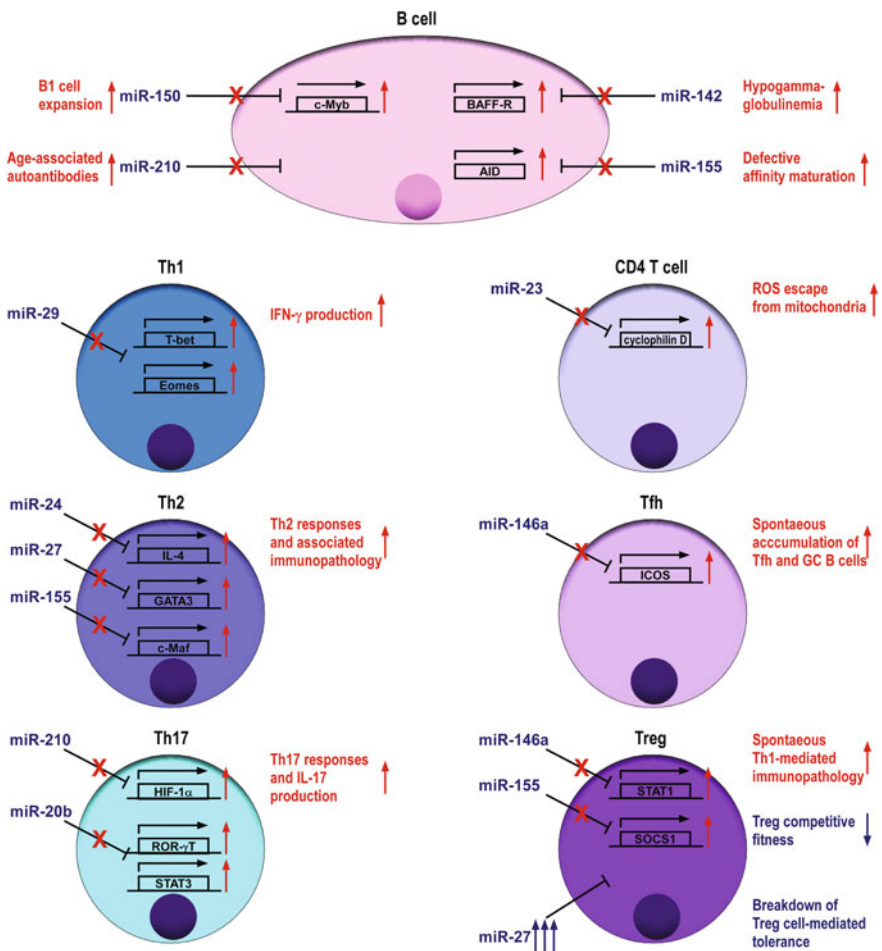 B cell
B1 cell
expansion
miR-150
X
c-Myb
BAFF-R
X
miR-142
Hypogamma-
globulinemia
Age-associated
autoantibodies
miR-210
X
AID
X
miR-155
Defective
affinity maturation
Th1
miR-29
X
T-bet
Eomes
IFN-γ production
CD4 T cell
miR-23
X
cyclophilin D
ROS escape
from mitochondria
Th2
miR-24
X
IL-4
miR-27
X
GATA3
miR-155
X
c-Maf
Th2 responses
and associated
immunopathology
Tfh
miR-146a
X
ICOS
Spontaeous
acccumulation of
Tfh and GC B cells
Th17
miR-210
X
HIF-1α
miR-20b
X
ROR-γT
STAT3
Th17 responses
and IL-17
production
Treg
miR-146a
X
STAT1
miR-155
X
SOCS1
miR-27
Spontaeous
Th1-mediated
immunopathology
Treg competitive
fitness
Breakdown of
Treg cell-mediated
tolerance